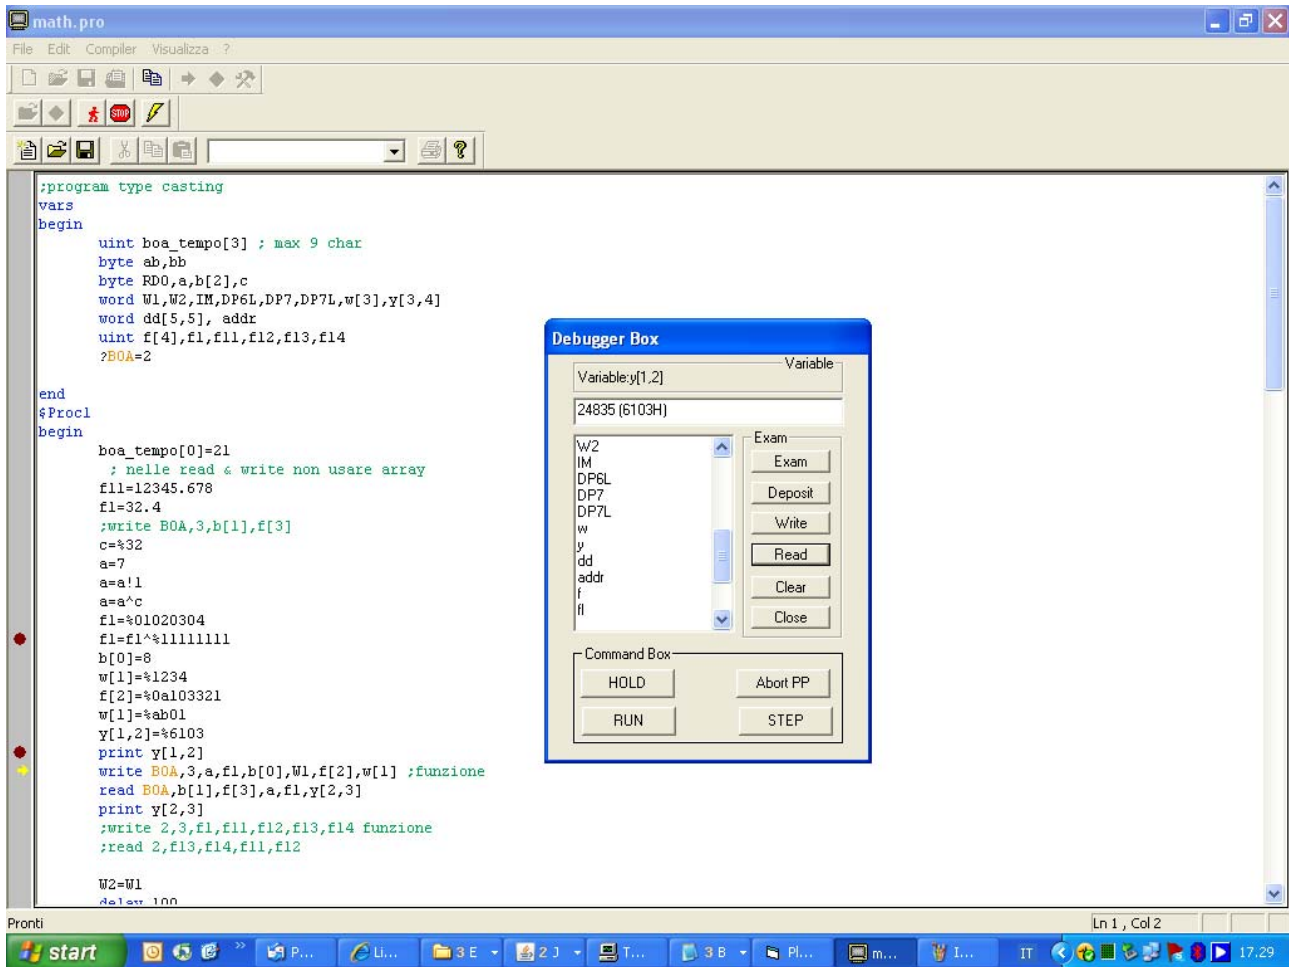 math.pro
File Edit Compiler Visualizza ?
STOP
;program type casting
vars
begin
uint boa_tempo[3] ; max 9 char
byte ab,bb
byte RD0,a,b[2],c
word W1,W2,IM,DP6L,DP7,DP7L,w[3],y[3,4]
word dd[5,5], addr
uint f[4],fl,fl1,fl2,fl3,fl4
?BOA=2
end
$Proc1
begin
boa_tempo[0]=21
; nelle read & write non usare array
fl1=12345.678
fl=32.4
;write BOA,3,b[1],f[3]
c=%32
a=7
a=a!1
a=a^c
fl=%01020304
fl=fl^%11111111
b[0]=8
w[1]=%1234
f[2]=%0a103321
w[1]=%ab01
y[1,2]=%6103
print y[1,2]
write BOA,3,a,fl,b[0],W1,f[2],w[1] ;funzione
read BOA,b[1],f[3],a,fl,y[2,3]
print y[2,3]
;write 2,3,fl,fl1,fl2,fl3,fl4 funzione
;read 2,fl3,fl4,fl1,fl2
W2=W1
delay 100
Debugger Box
Variable
Variable:y[1,2]
24835 (6103H)
W2
IM
DP6L
DP7
DP7L
w
y
dd
addr
f
fl
Exam
Exam
Deposit
Write
Read
Clear
Close
Command Box
HOLD
Abort PP
RUN
STEP
Pronti
Ln 1 , Col 2
start
P...
Li...
3 E
2 J
T...
3 B
Pl...
m...
I...
IT
17.29